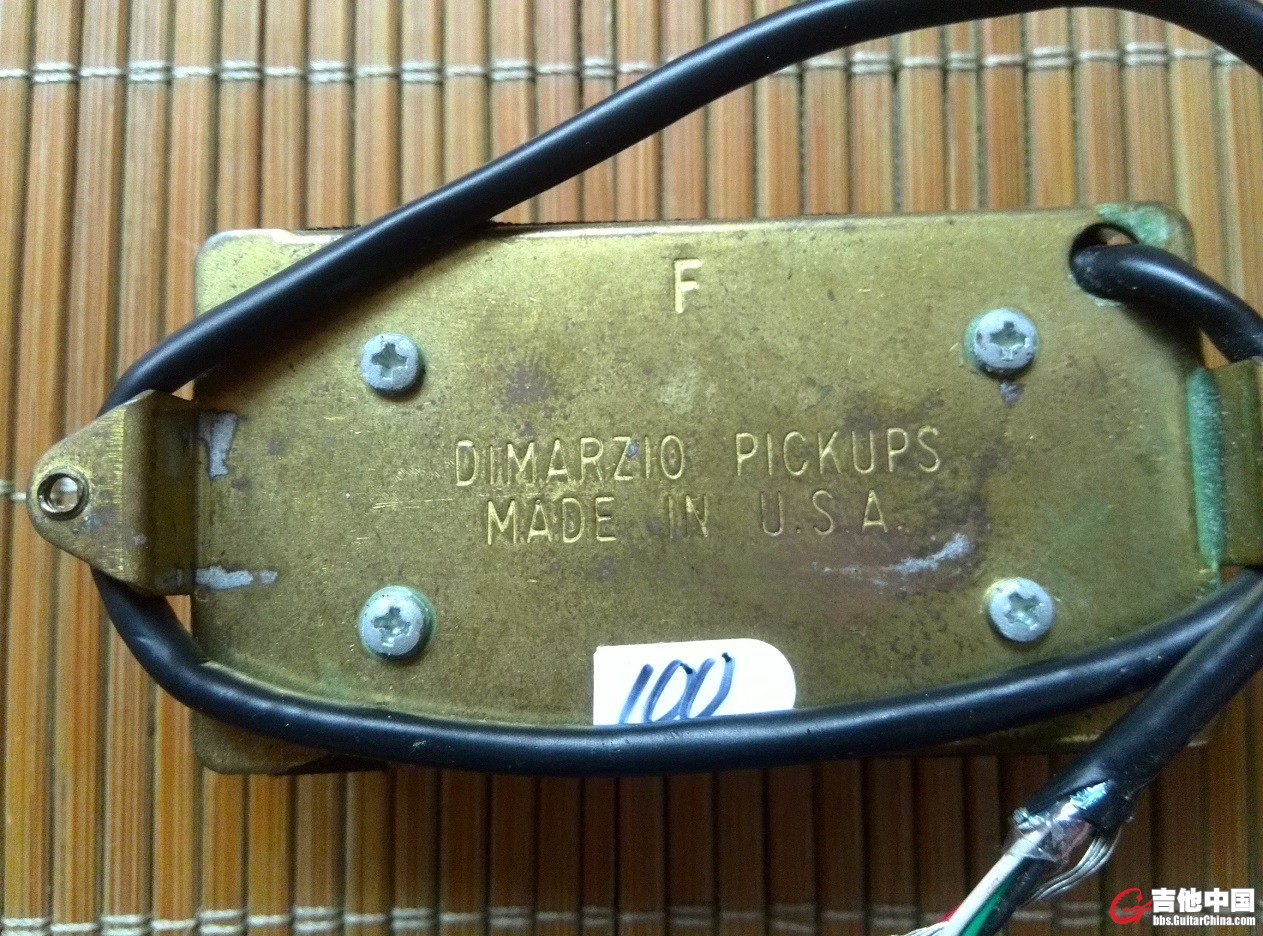 F
DIMARZIO PICKUPS
MADE IN U.S.A.
100
吉他中国
bbs.GuitarChina.com